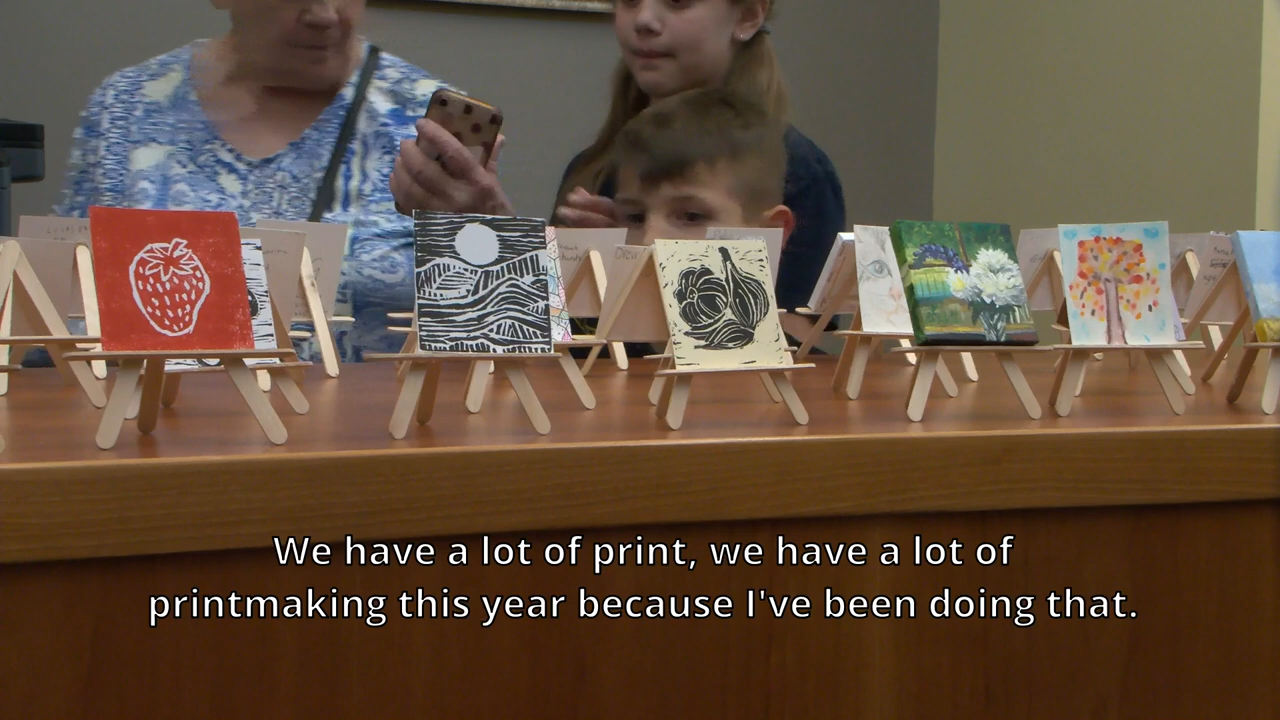 We have a lot of print, we have a lot of
printmaking this year because I've been doing that.